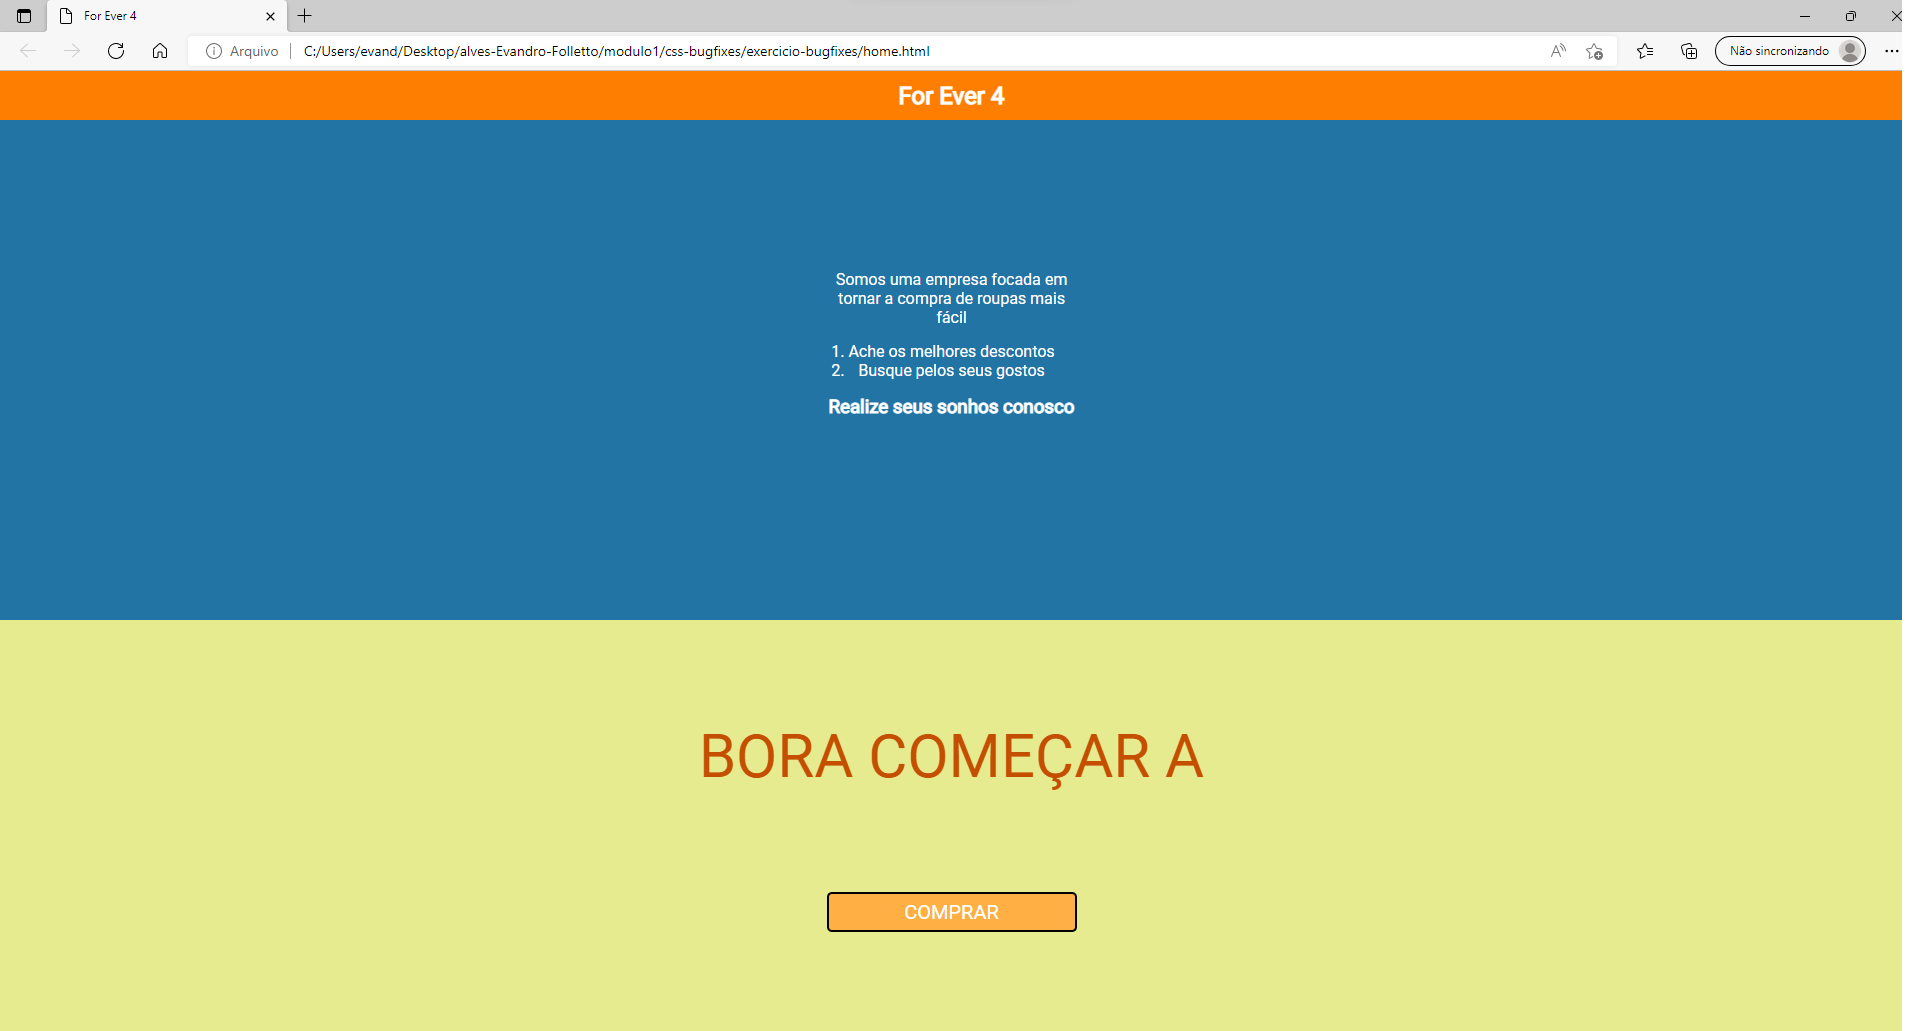 For Ever 4
Arquivo
C:/Users/evand/Desktop/alves-Evandro-Folletto/modulo1/css-bugfixes/exercicio-bugfixes/home.html
Não sincronizando
For Ever 4
Somos uma empresa focada em
tornar a compra de roupas mais
fácil
1. Ache os melhores descontos
2. Busque pelos seus gostos
Realize seus sonhos conosco
BORA COMEÇAR A
COMPRAR